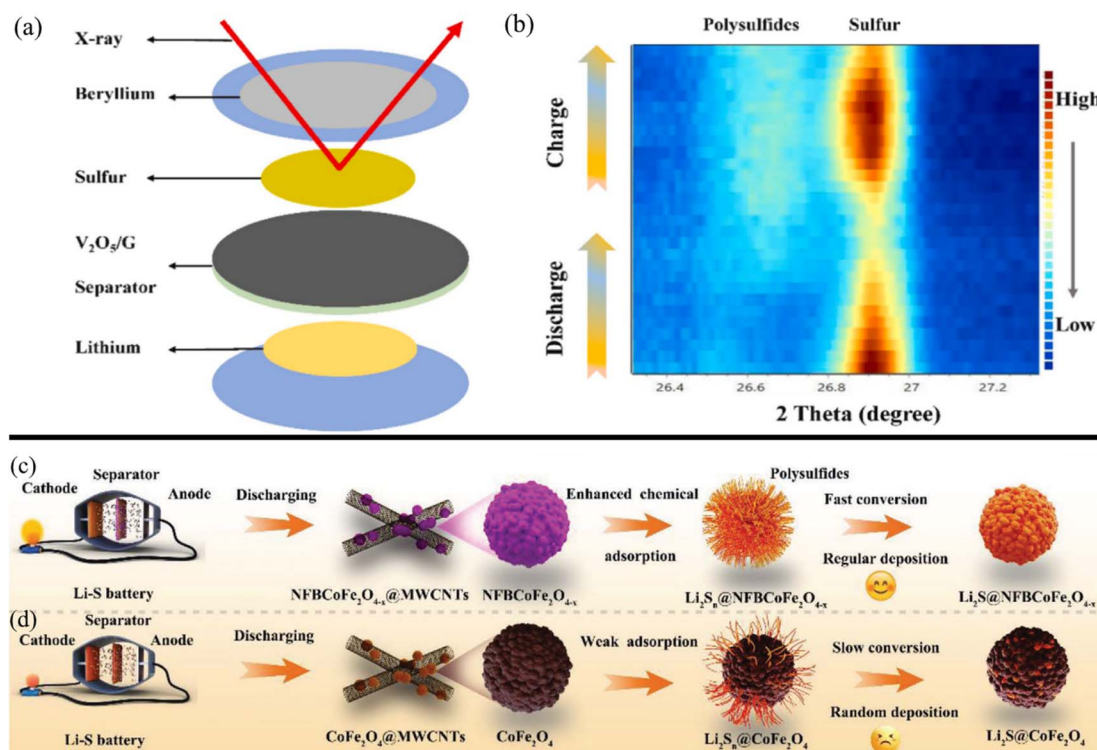 (a)
X-ray
Beryllium
Sulfur
V₂O₅/G
Separator
Lithium
(b)
Polysulfides Sulfur
Charge
Discharge
High
Low
26.4 26.6 26.8 27 27.2
2 Theta (degree)
(c)
Separator
Cathode Anode
Li-S battery
Discharging
NFBCoFe₂O₄₋ₓ@MWCNTs
NFBCoFe₂O₄₋ₓ
Enhanced chemical
adsorption
Polysulfides
Li₂Sₙ@NFBCoFe₂O₄₋ₓ
Fast conversion
Regular deposition
Li₂S@NFBCoFe₂O₄₋ₓ
(d)
Separator
Cathode Anode
Li-S battery
Discharging
CoFe₂O₄@MWCNTs
CoFe₂O₄
Weak adsorption
Li₂Sₙ@CoFe₂O₄
Slow conversion
Random deposition
Li₂S@CoFe₂O₄